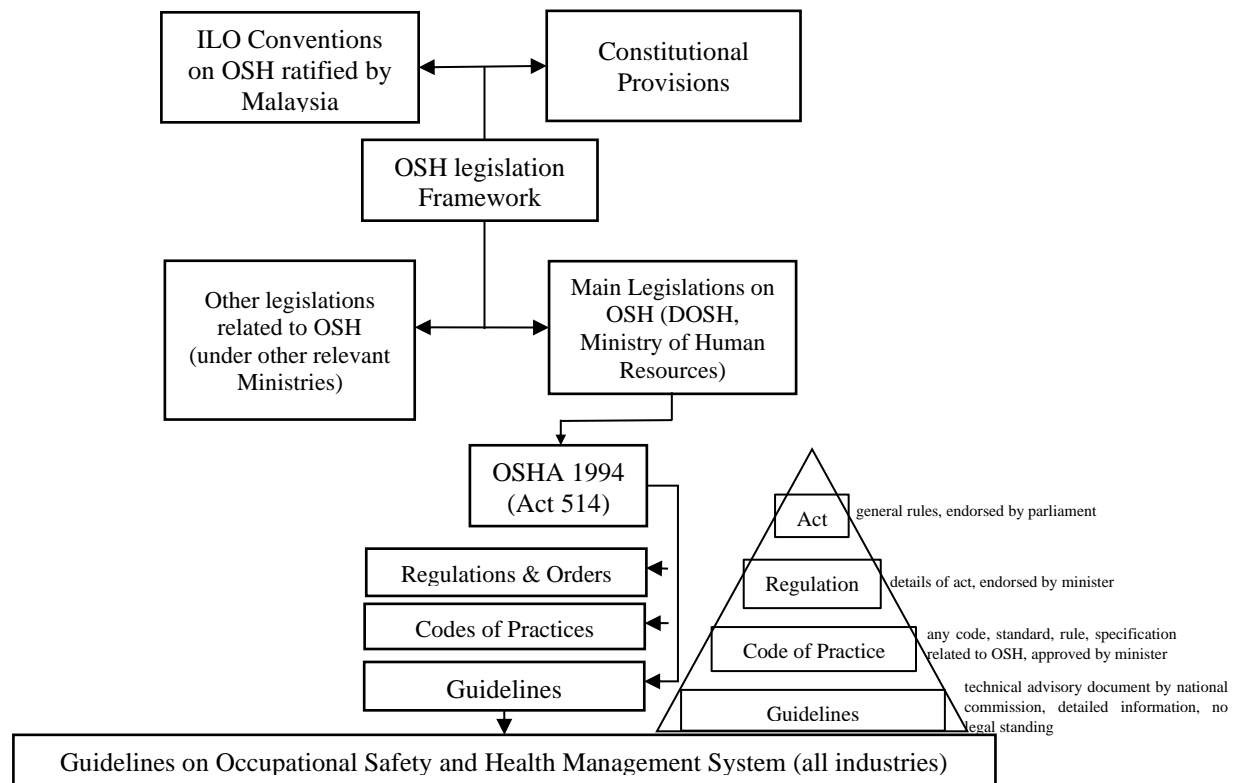 ILO Conventions
on OSH ratified by
Malaysia
Constitutional
Provisions
OSH legislation
Framework
Other legislations
related to OSH
(under other relevant
Ministries)
Main Legislations on
OSH (DOSH,
Ministry of Human
Resources)
OSHA 1994
(Act 514)
Regulations & Orders
Codes of Practices
Guidelines
Act
general rules, endorsed by parliament
Regulation
details of act, endorsed by minister
Code of Practice
any code, standard, rule, specification
related to OSH, approved by minister
Guidelines
technical advisory document by national
commission, detailed information, no
legal standing
Guidelines on Occupational Safety and Health Management System (all industries)